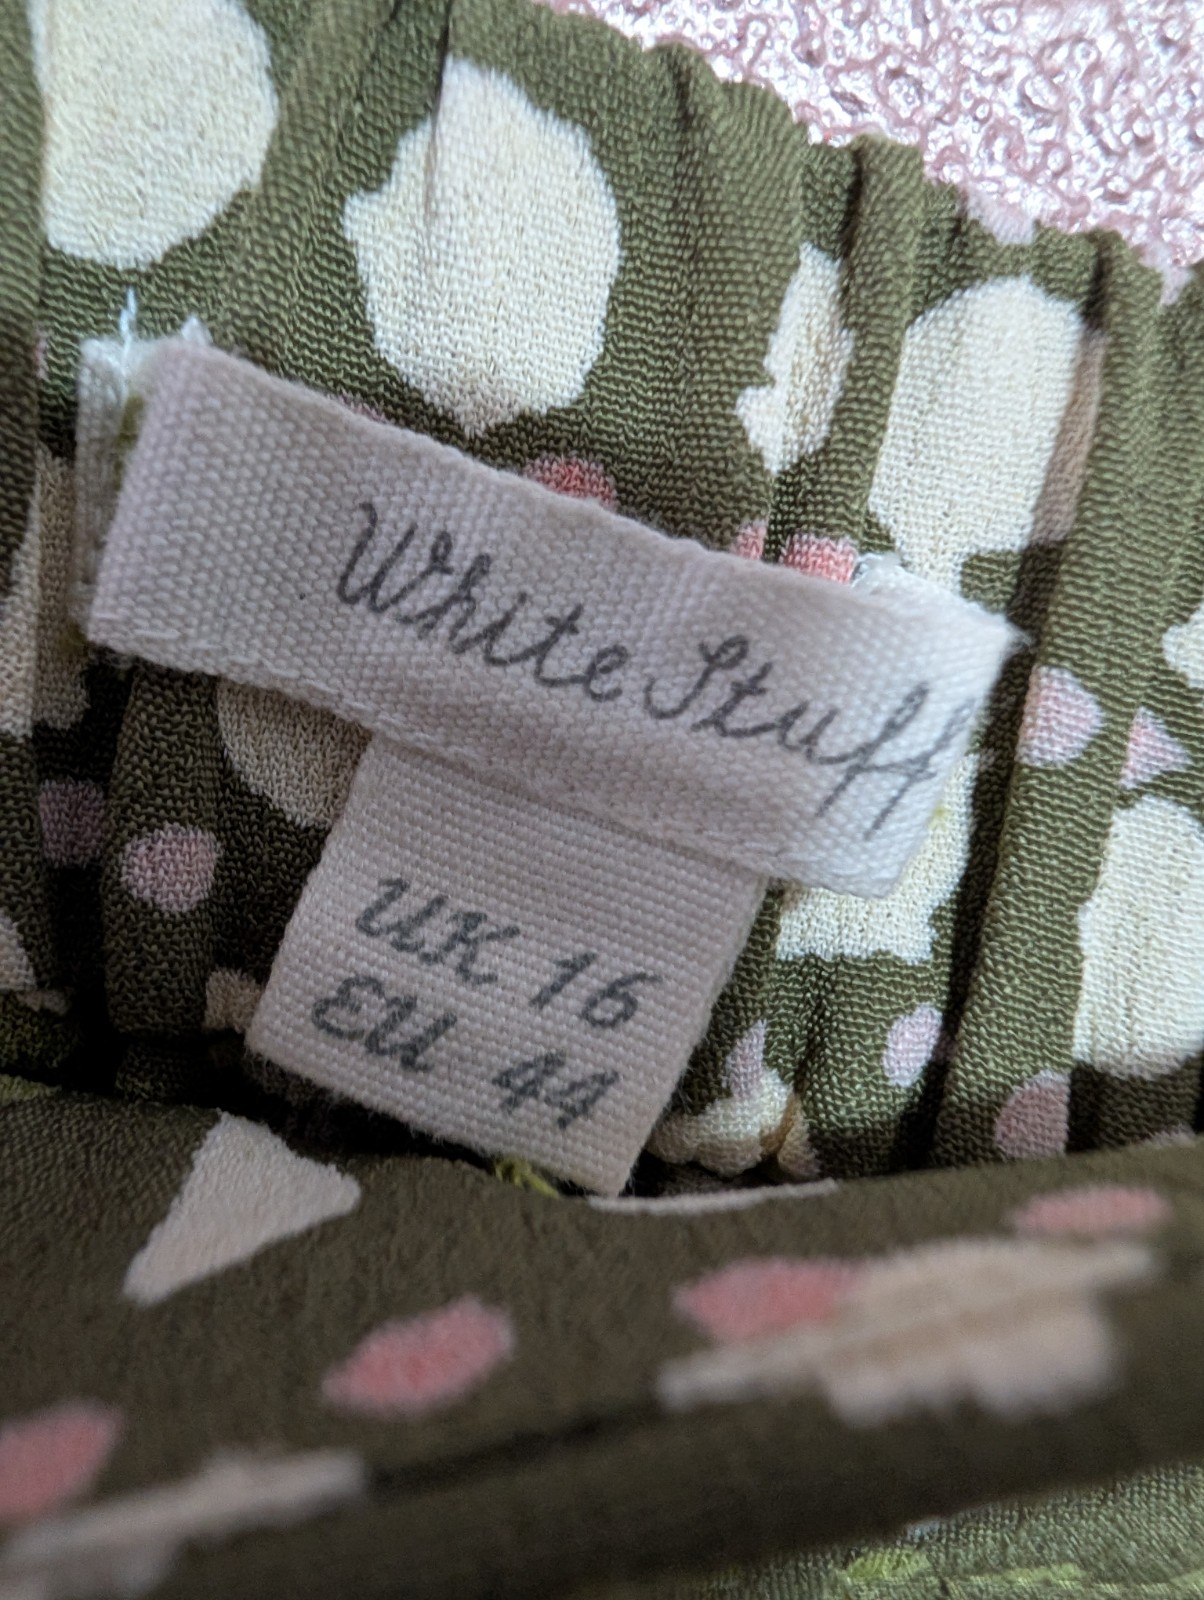 White Stuff
UK 16
EU 44